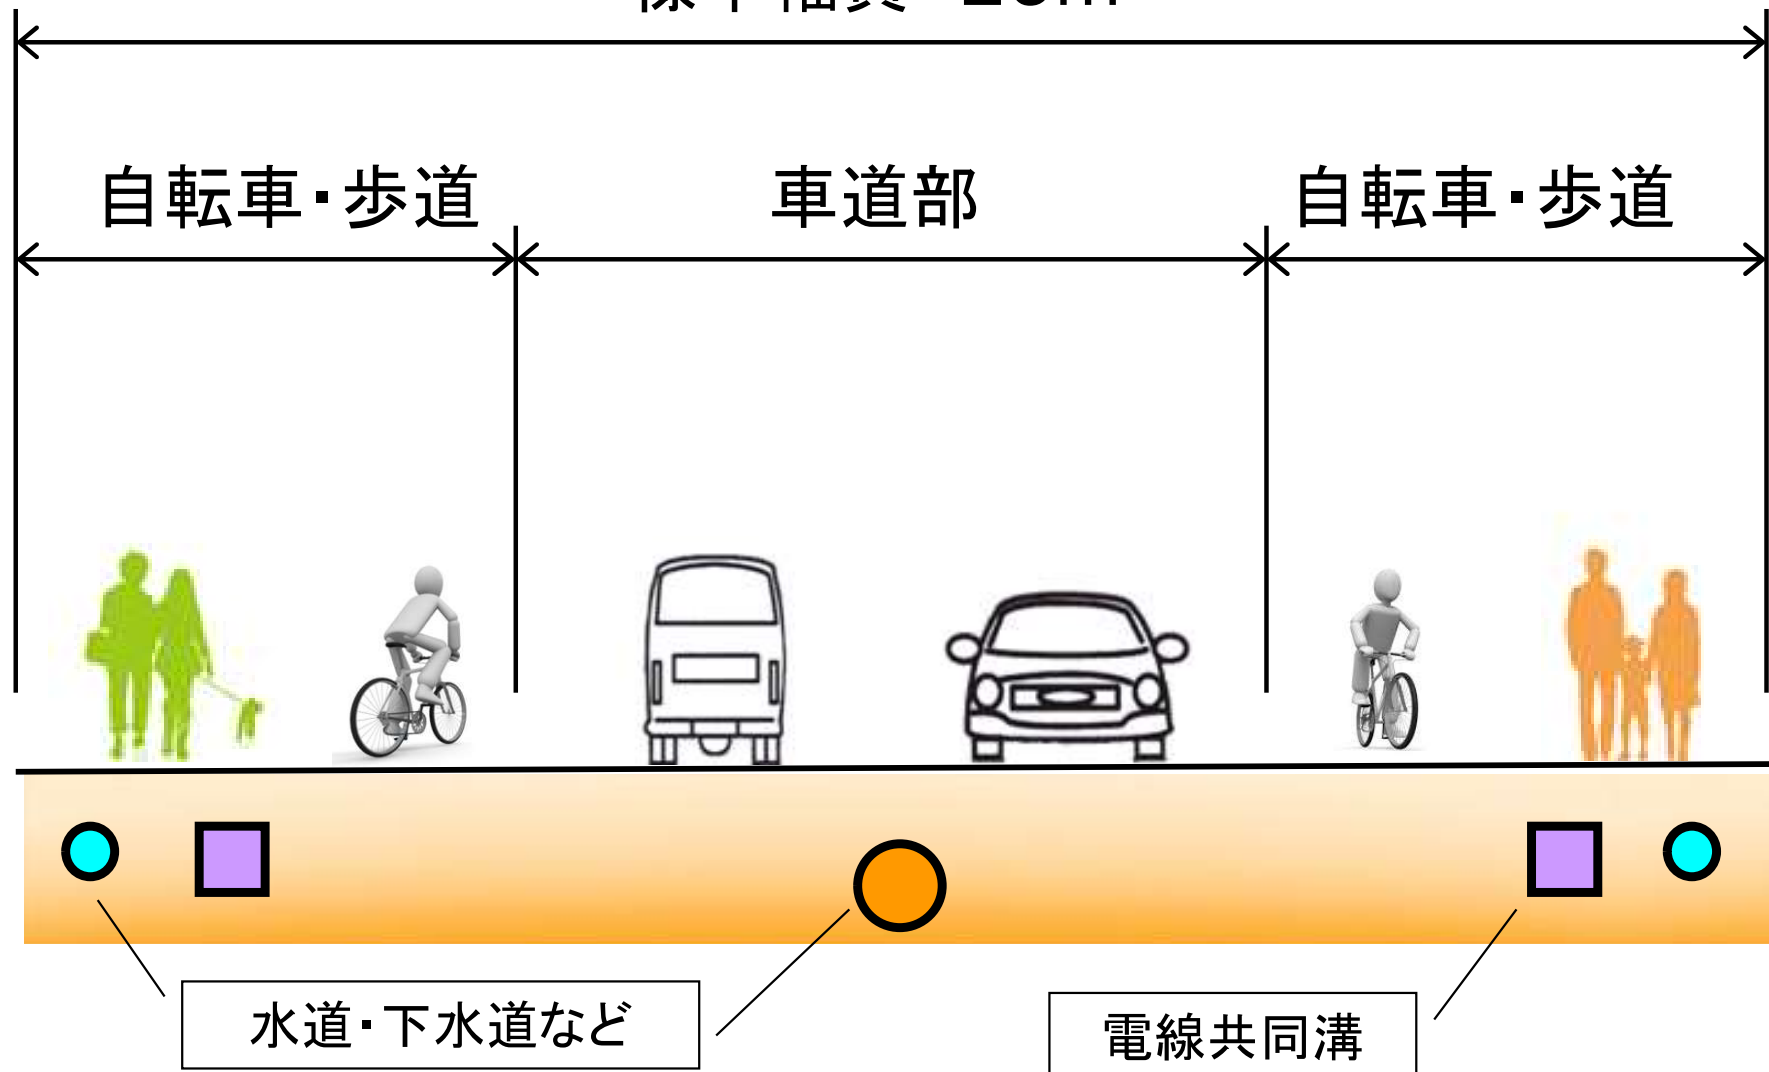 自転車・歩道
車道部
自転車・歩道
水道・下水道など
電線共同溝